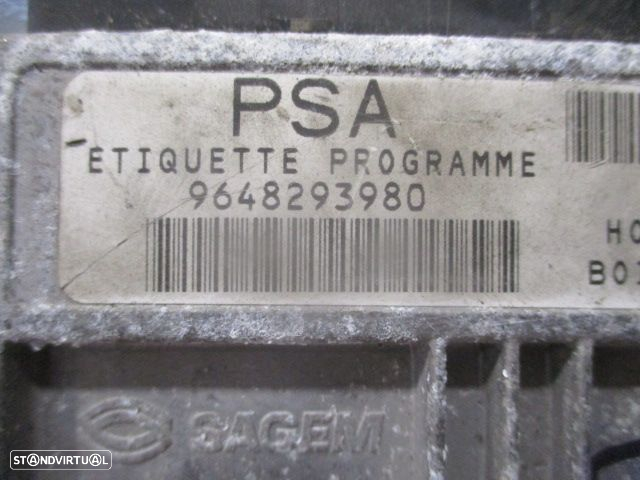 PSA
ETIQUETTE PROGRAMME
9648293980
SAGEM
STANDVIRTUAL